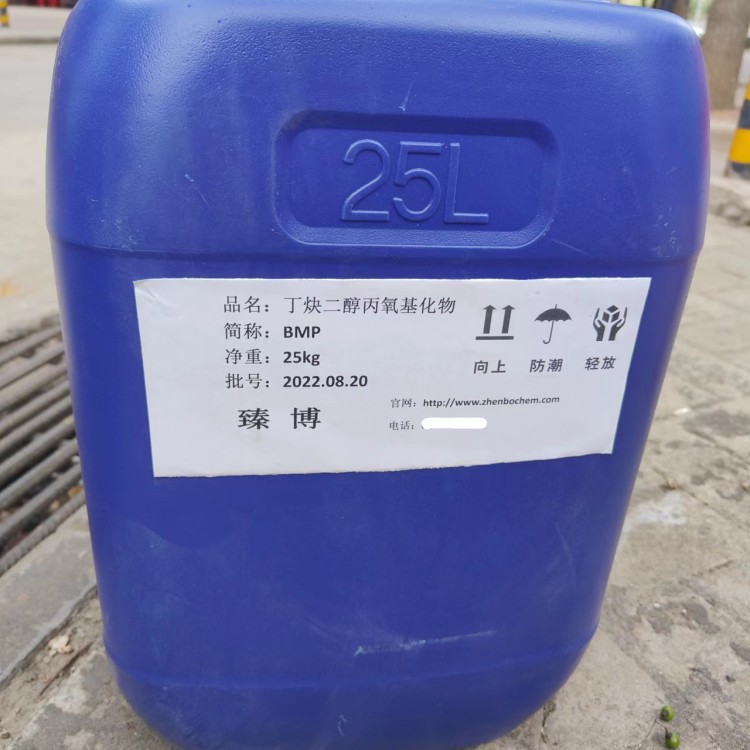 25L
品名：丁炔二醇丙氧基化物
简称：BMP
净重：25kg
批号：2022.08.20
向上 防潮 轻放
臻博
官网：http://www.zhenbochem.com
电话：